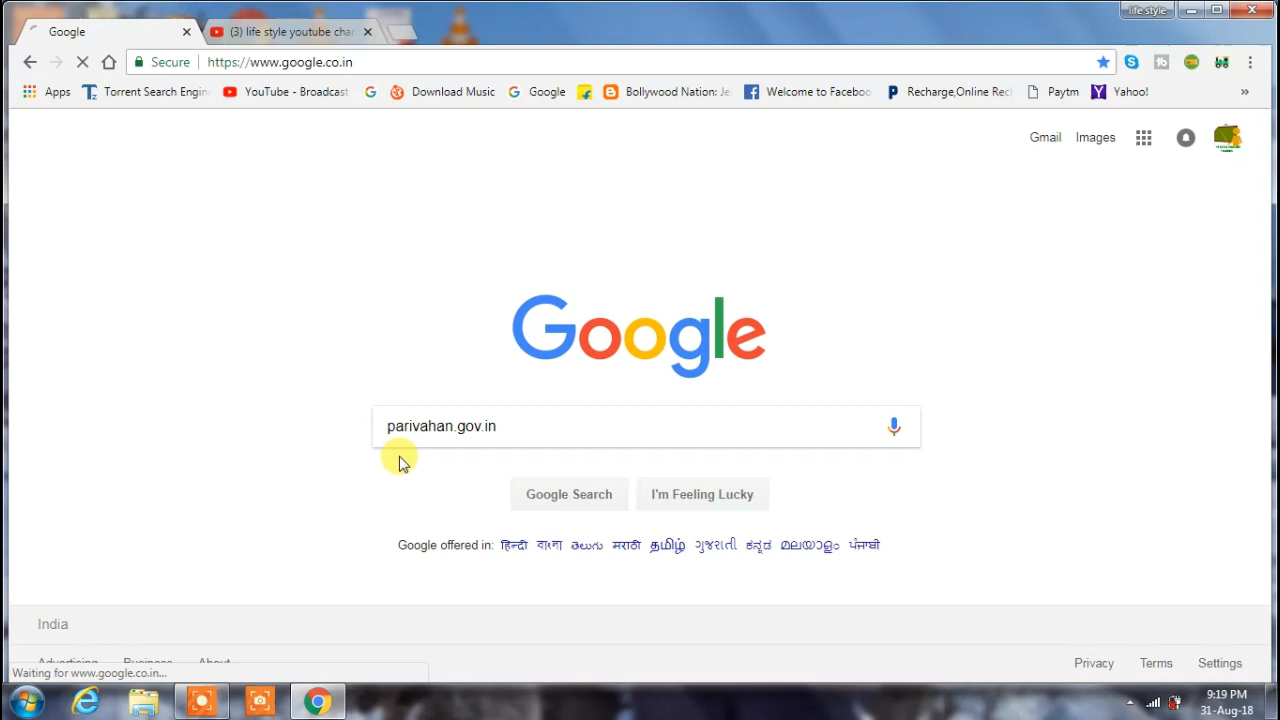 life style
Google
(3) life style youtube cha
Secure
https://www.google.co.in
Apps
Torrent Search Engin
YouTube - Broadcast
Download Music
Google
Bollywood Nation: Je
Welcome to Faceboo
Recharge,Online Rec
Paytm
Yahoo!
»
Gmail
Images
Google
parivahan.gov.in
Google Search
I'm Feeling Lucky
Google offered in: हिन्दी বাংলা తెలుగు मराठी தமிழ் ગુજરાતી ಕನ್ನಡ മലയാളം ਪੰਜਾਬੀ
India
Advertising
Business
About
Privacy
Terms
Settings
Waiting for www.google.co.in...
9:19 PM
31-Aug-18